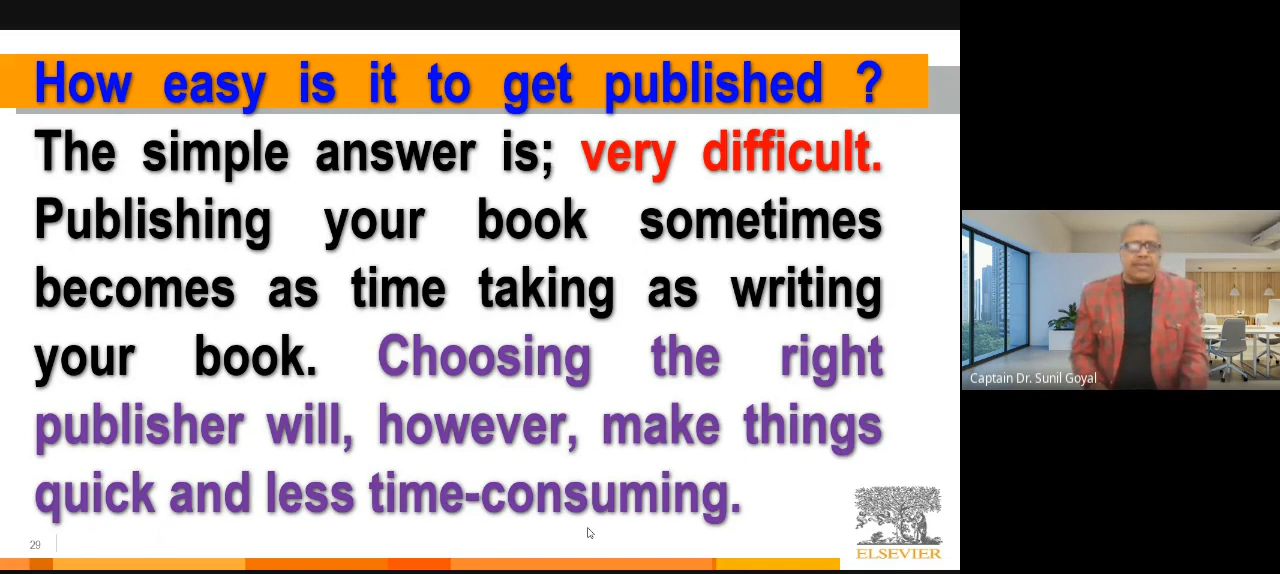 How easy is it to get published ?
The simple answer is; very difficult.
Publishing your book sometimes
becomes as time taking as writing
your book. Choosing the right
publisher will, however, make things
quick and less time-consuming.
29
ELSEVIER
Captain Dr. Sunil Goyal